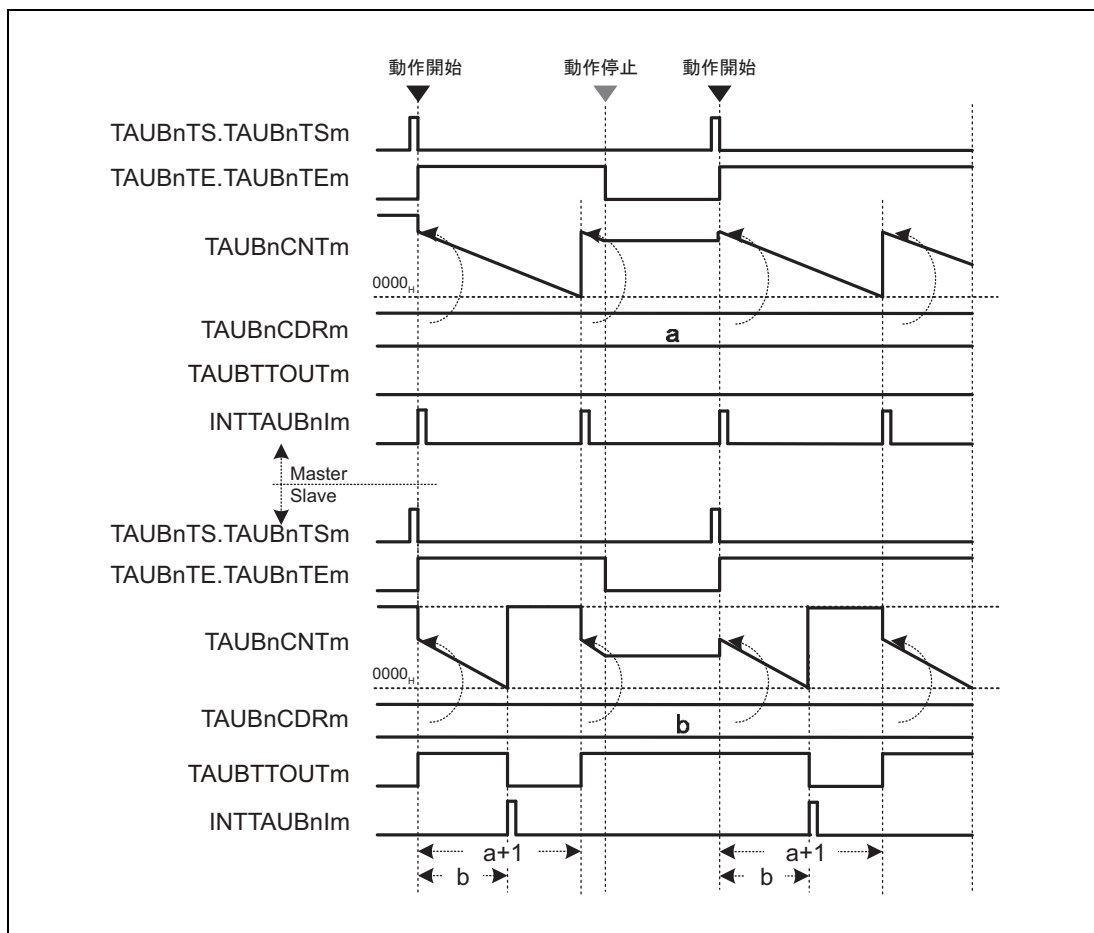 動作開始 動作停止 動作開始
TAUBnTS.TAUBnTSm
TAUBnTE.TAUBnTEm
TAUBnCNTm
0000H
TAUBnCDRm
a
TAUBTTOUTm
INTTAUBnIm
Master
Slave
TAUBnTS.TAUBnTSm
TAUBnTE.TAUBnTEm
TAUBnCNTm
0000H
TAUBnCDRm
b
TAUBTTOUTm
INTTAUBnIm
a+1 a+1
b b